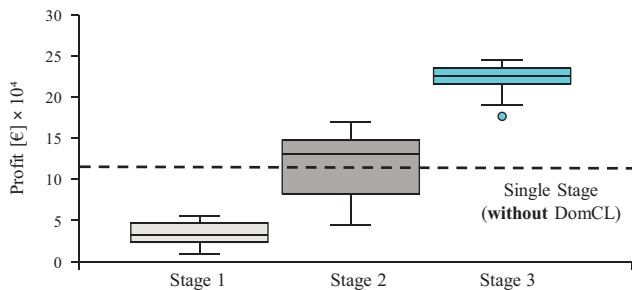 Profit [€] × 10⁴
30
25
20
15
10
5
0
Single Stage
(without DomCL)
Stage 1
Stage 2
Stage 3